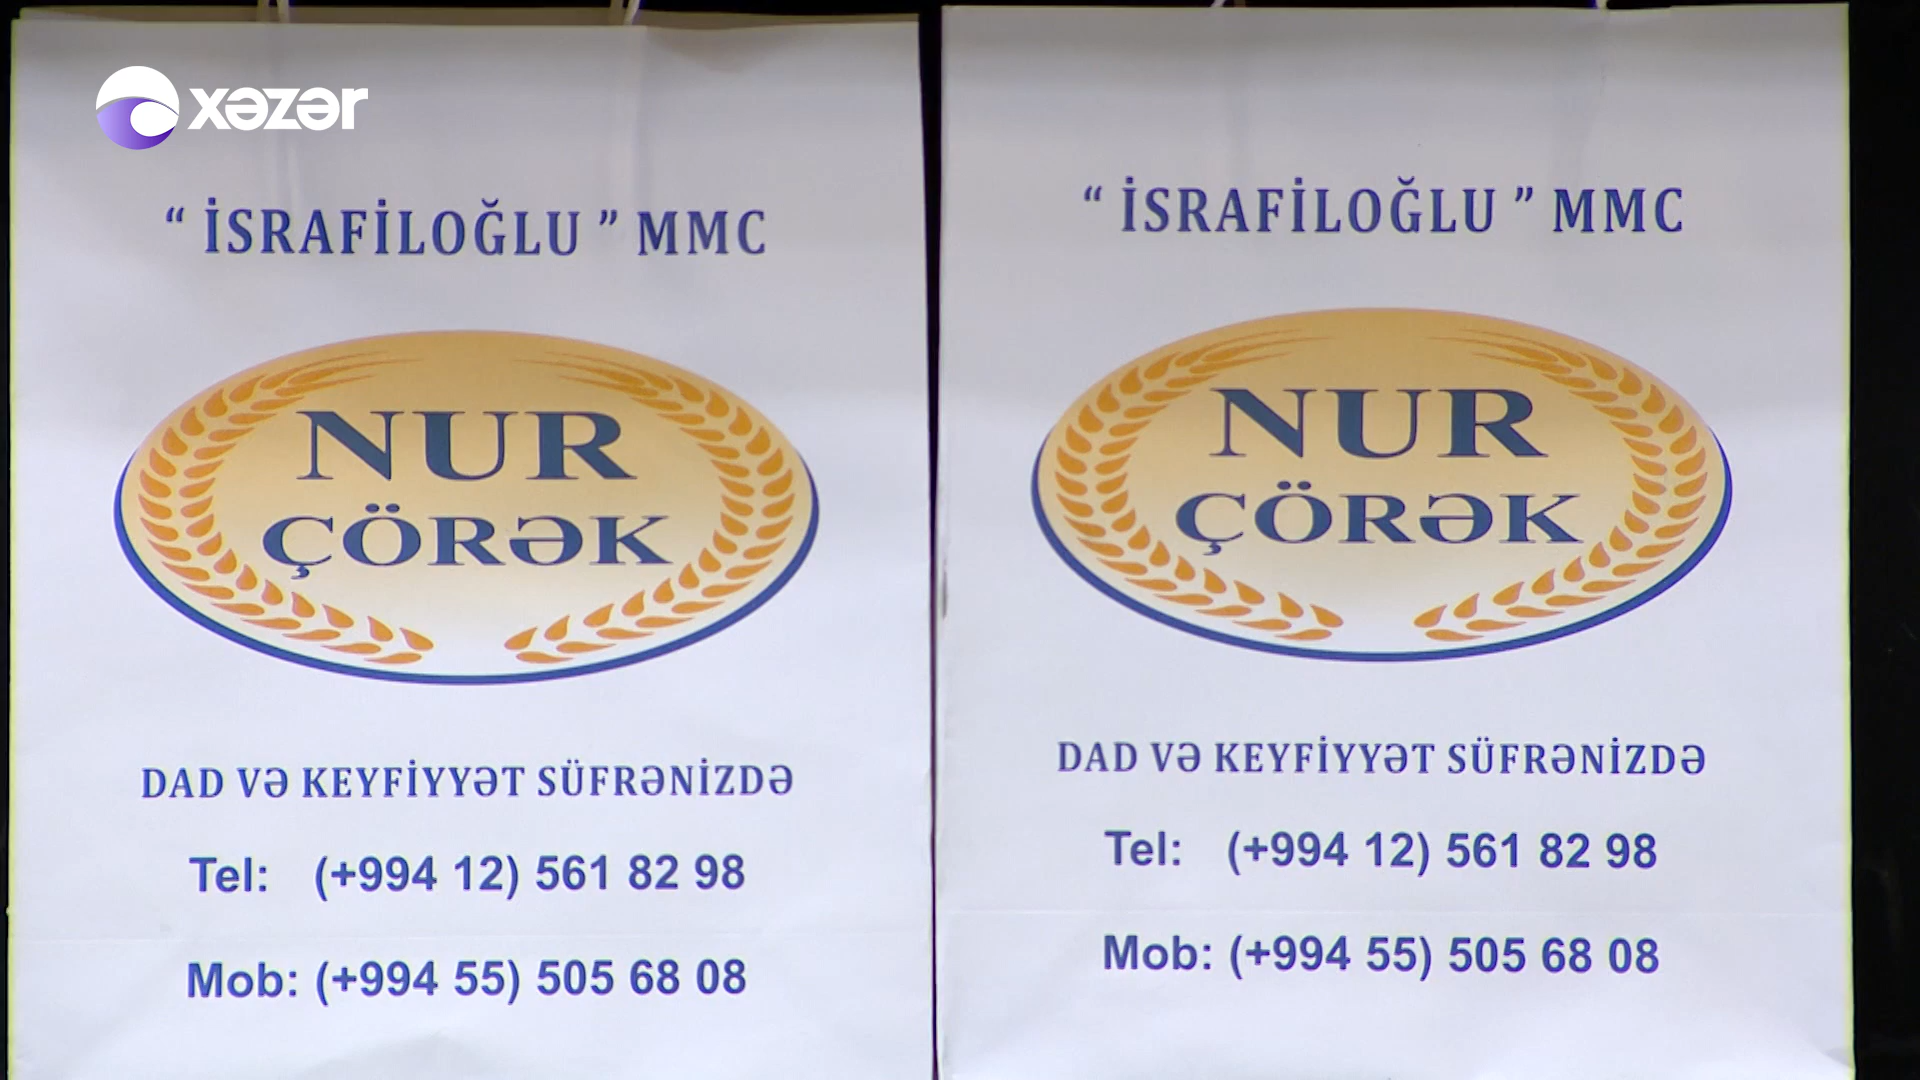 xəzər
“ İSRAFİLOĞLU ” MMC
NUR
ÇÖRƏK
DAD VƏ KEYFİYYƏT SÜFRƏNİZDƏ
Tel: (+994 12) 561 82 98
Mob: (+994 55) 505 68 08
“ İSRAFİLOĞLU ” MMC
NUR
ÇÖRƏK
DAD VƏ KEYFİYYƏT SÜFRƏNİZDƏ
Tel: (+994 12) 561 82 98
Mob: (+994 55) 505 68 08